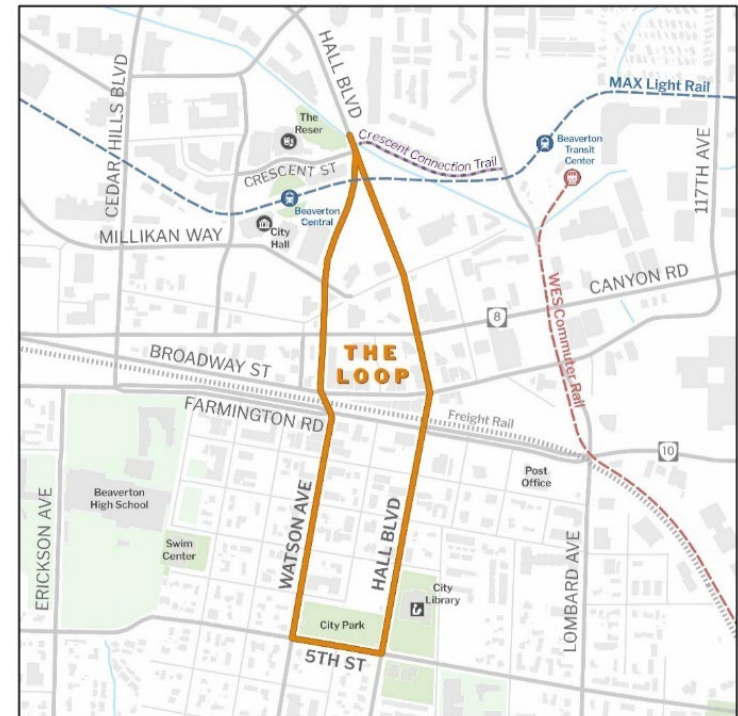 HALL BLVD
CEDAR HILLS BLVD
MAX Light Rail
The
Reser
Crescent Connection Trail
Beaverton
Transit
Center
117TH AVE
CRESCENT ST
Beaverton
Central
MILLIKAN WAY
City
Hall
CANYON RD
WES Commuter Rail
8
THE
LOOP
BROADWAY ST
FARMINGTON RD
Freight Rail
10
Post
Office
Beaverton
High School
ERICKSON AVE
WATSON AVE
HALL BLVD
Swim
Center
City
Library
LOMBARD AVE
City Park
5TH ST